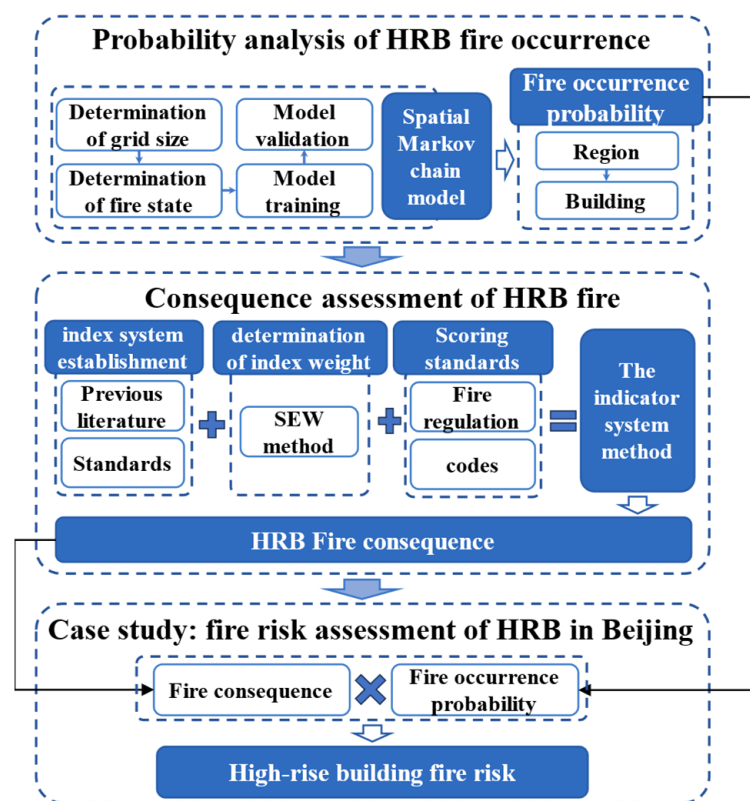 Probability analysis of HRB fire occurrence
Determination
of grid size
Model
validation
Determination
of fire state
Model
training
Spatial
Markov
chain
model
Fire occurrence
probability
Region
Building
Consequence assessment of HRB fire
index system
establishment
Previous
literature
Standards
determination
of index weight
SEW
method
Scoring
standards
Fire
regulation
codes
The
indicator
system
method
HRB Fire consequence
Case study: fire risk assessment of HRB in Beijing
Fire consequence
Fire occurrence
probability
High-rise building fire risk